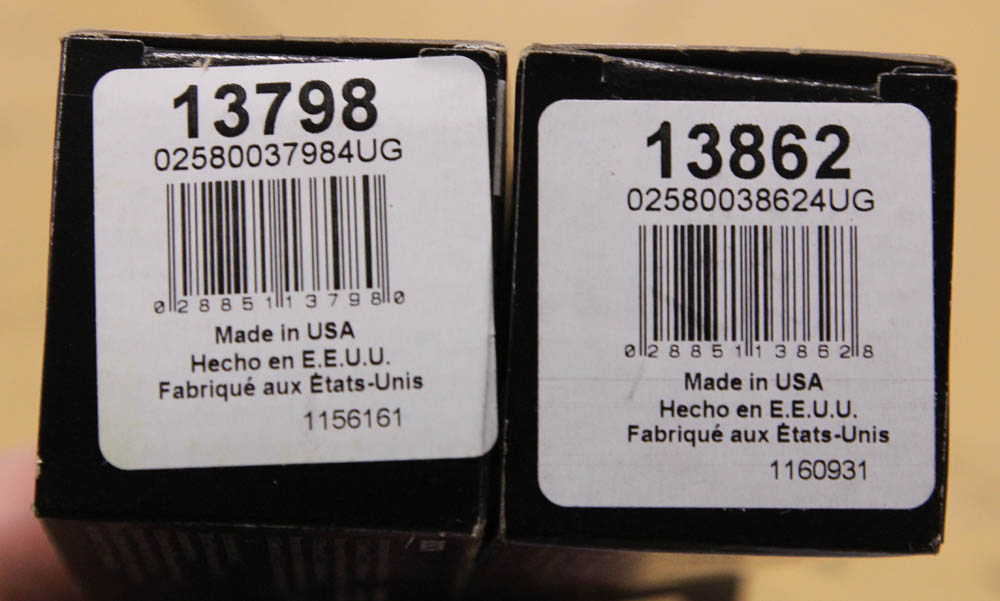 13798
02580037984UG
0 28851 13798 0
Made in USA
Hecho en E.E.U.U.
Fabriqué aux États-Unis
1156161
13862
02580038624UG
0 28851 13862 8
Made in USA
Hecho en E.E.U.U.
Fabriqué aux États-Unis
1160931